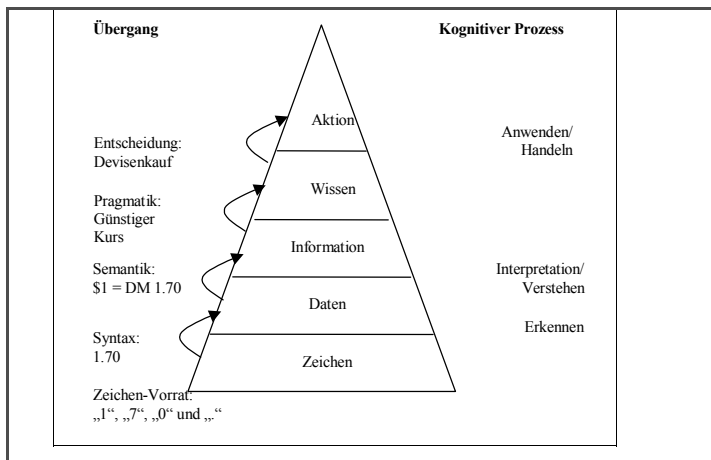 Übergang
Kognitiver Prozess
Aktion
Entscheidung:
Devisenkauf
Anwenden/
Handeln
Wissen
Pragmatik:
Günstiger
Kurs
Information
Semantik:
$1 = DM 1.70
Interpretation/
Verstehen
Daten
Erkennen
Syntax:
1.70
Zeichen
Zeichen-Vorrat:
„1“, „7“, „0“ und „.“